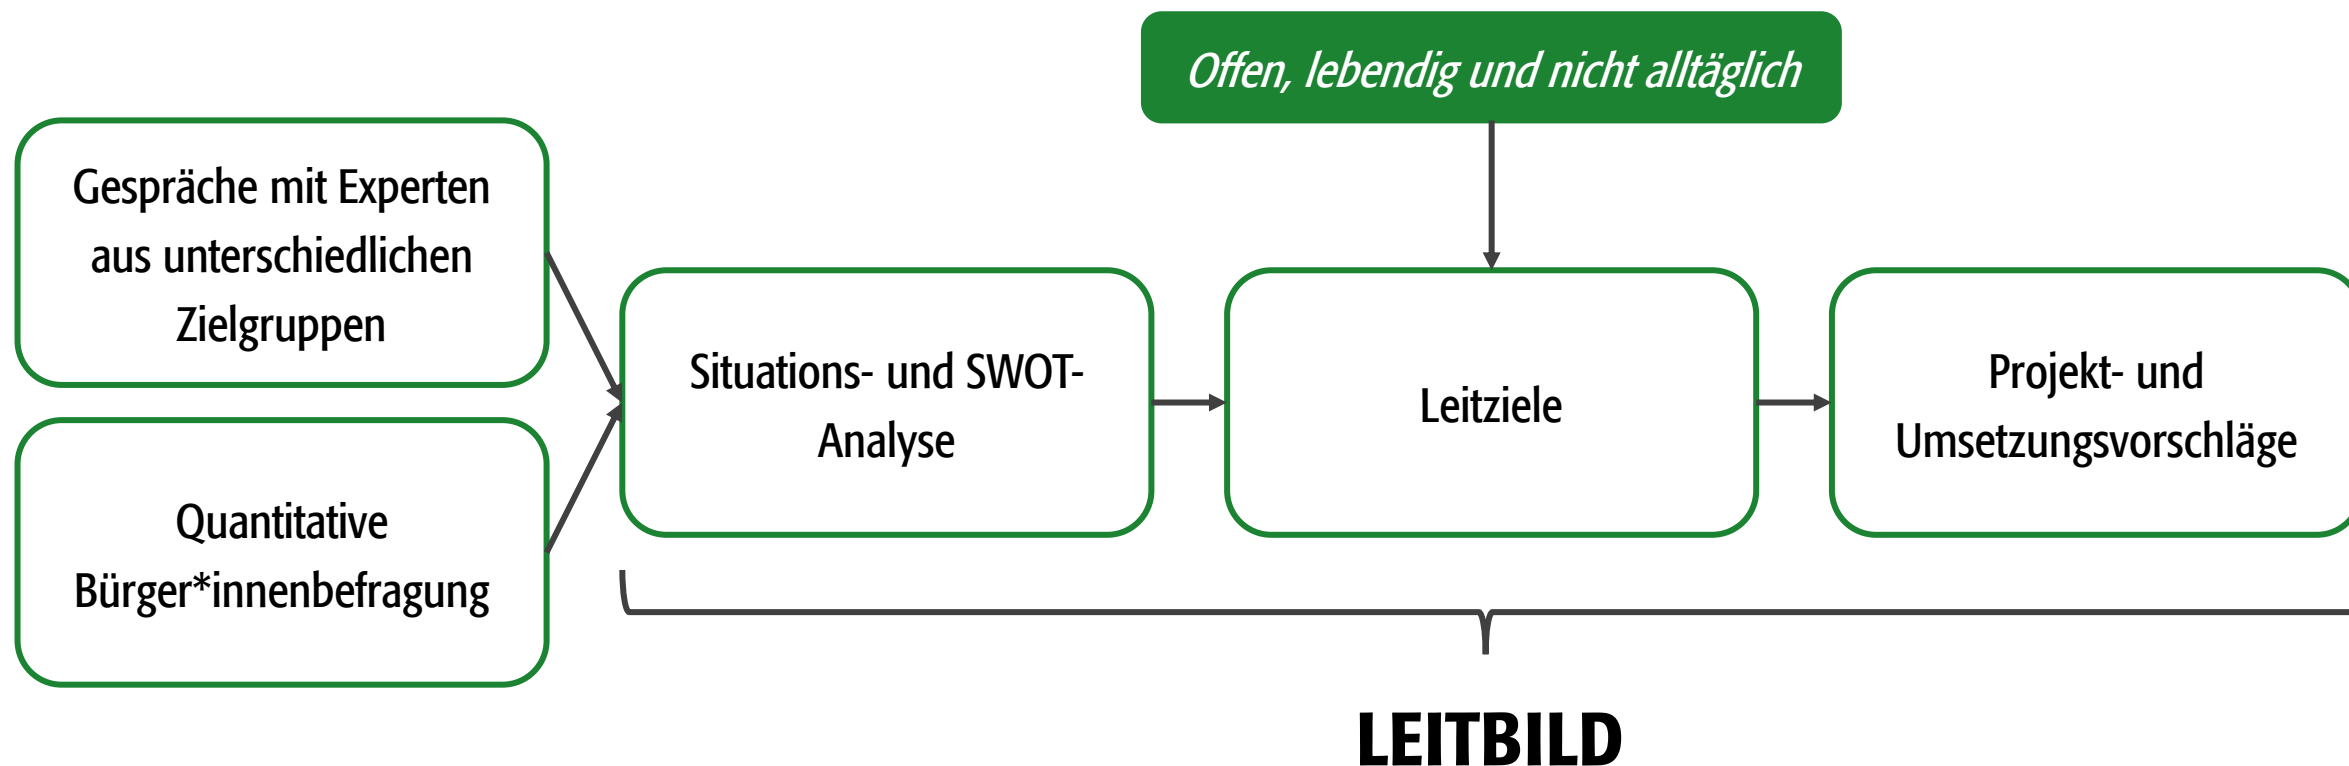 Offen, lebendig und nicht alltäglich
Gespräche mit Experten
aus unterschiedlichen
Zielgruppen
Quantitative
Bürger*innenbefragung
Situations- und SWOT-
Analyse
Leitziele
Projekt- und
Umsetzungsvorschläge
LEITBILD